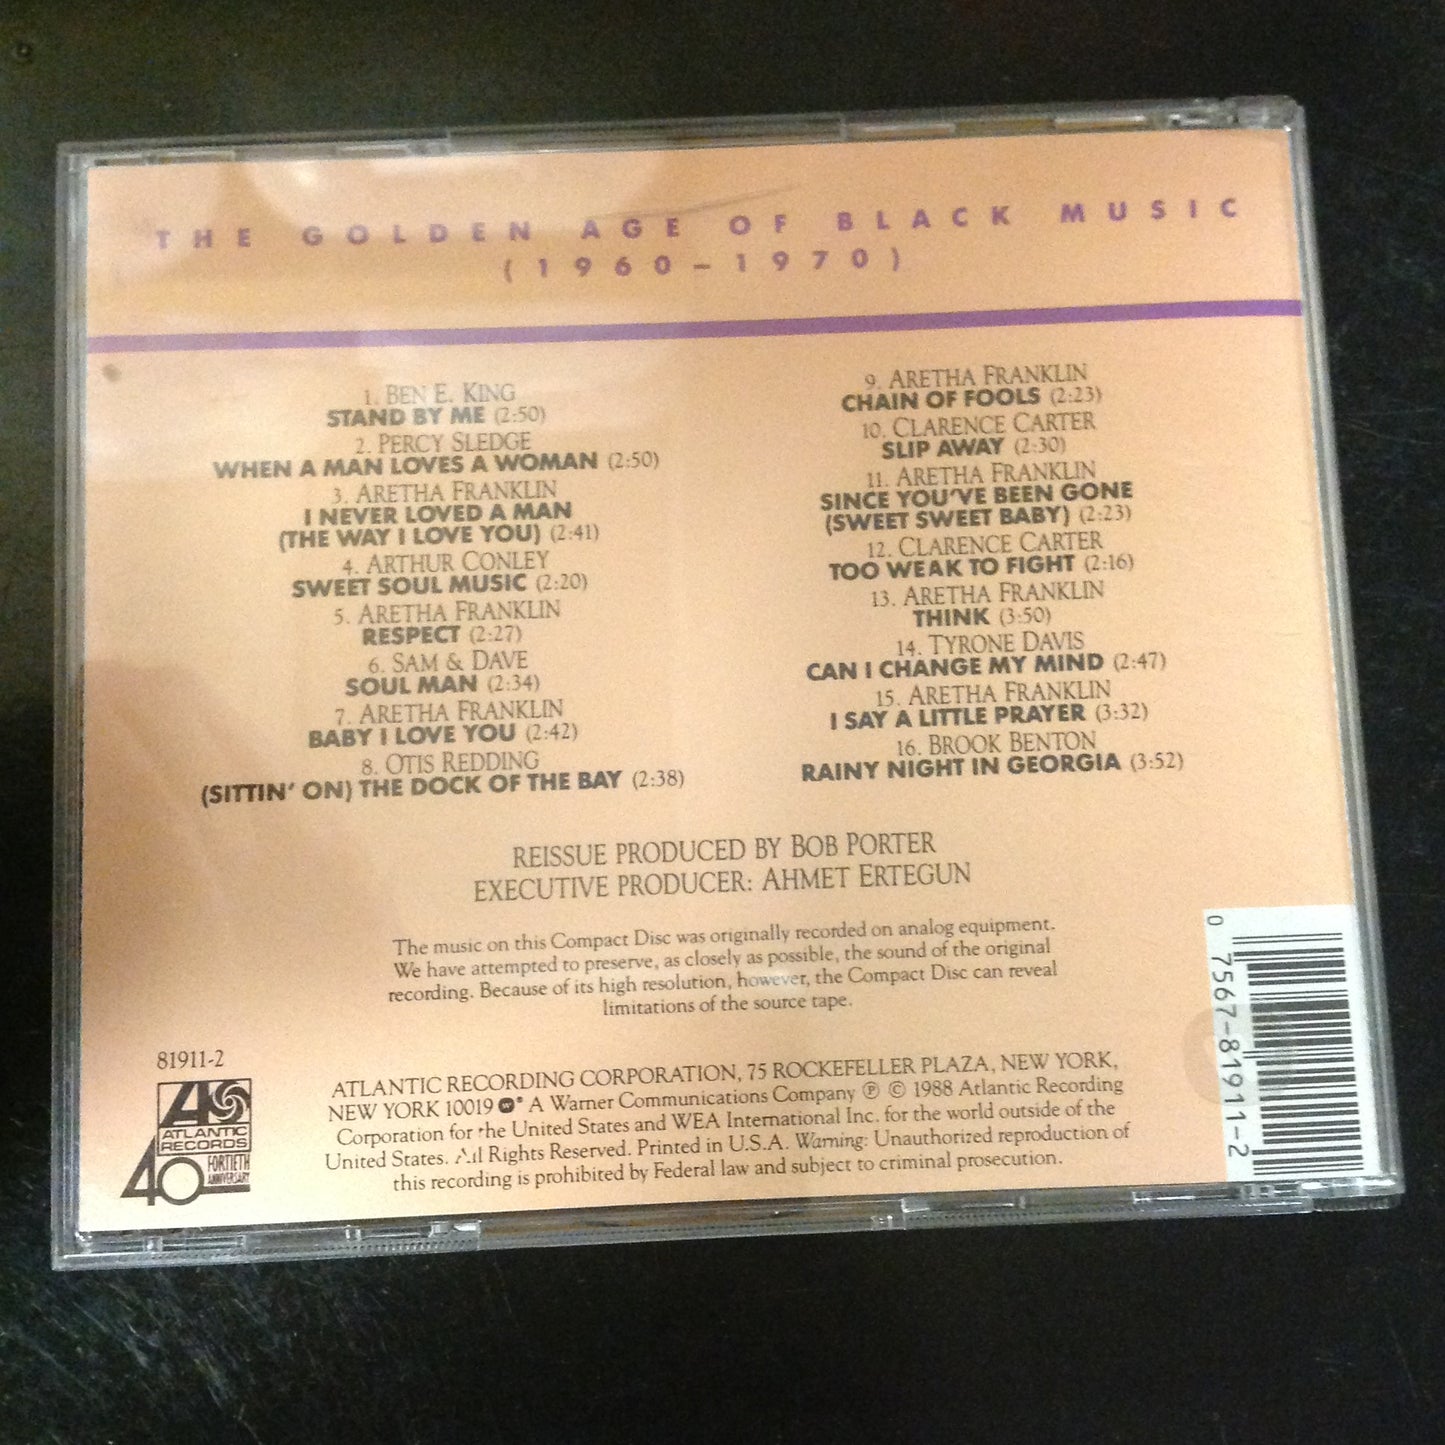 THE GOLDEN AGE OF BLACK MUSIC
(1960–1970)
1. BEN E. KING
STAND BY ME (2:50)
2. PERCY SLEDGE
WHEN A MAN LOVES A WOMAN (2:50)
3. ARETHA FRANKLIN
I NEVER LOVED A MAN
(THE WAY I LOVE YOU) (2:41)
4. ARTHUR CONLEY
SWEET SOUL MUSIC (2:20)
5. ARETHA FRANKLIN
RESPECT (2:27)
6. SAM & DAVE
SOUL MAN (2:34)
7. ARETHA FRANKLIN
BABY I LOVE YOU (2:42)
8. OTIS REDDING
(SITTIN' ON) THE DOCK OF THE BAY (2:38)
9. ARETHA FRANKLIN
CHAIN OF FOOLS (2:23)
10. CLARENCE CARTER
SLIP AWAY (2:30)
11. ARETHA FRANKLIN
SINCE YOU'VE BEEN GONE
(SWEET SWEET BABY) (2:23)
12. CLARENCE CARTER
TOO WEAK TO FIGHT (2:16)
13. ARETHA FRANKLIN
THINK (3:50)
14. TYRONE DAVIS
CAN I CHANGE MY MIND (2:47)
15. ARETHA FRANKLIN
I SAY A LITTLE PRAYER (3:32)
16. BROOK BENTON
RAINY NIGHT IN GEORGIA (3:52)
REISSUE PRODUCED BY BOB PORTER
EXECUTIVE PRODUCER: AHMET ERTEGUN
The music on this Compact Disc was originally recorded on analog equipment.
We have attempted to preserve, as closely as possible, the sound of the original
recording. Because of its high resolution, however, the Compact Disc can reveal
limitations of the source tape.
81911-2
ATLANTIC
RECORDS
40 FORTIETH
ANNIVERSARY
ATLANTIC RECORDING CORPORATION, 75 ROCKEFELLER PLAZA, NEW YORK,
NEW YORK 10019 A Warner Communications Company ℗ © 1988 Atlantic Recording
Corporation for the United States and WEA International Inc. for the world outside of the
United States. All Rights Reserved. Printed in U.S.A. Warning: Unauthorized reproduction of
this recording is prohibited by Federal law and subject to criminal prosecution.
0 7567-81911-2